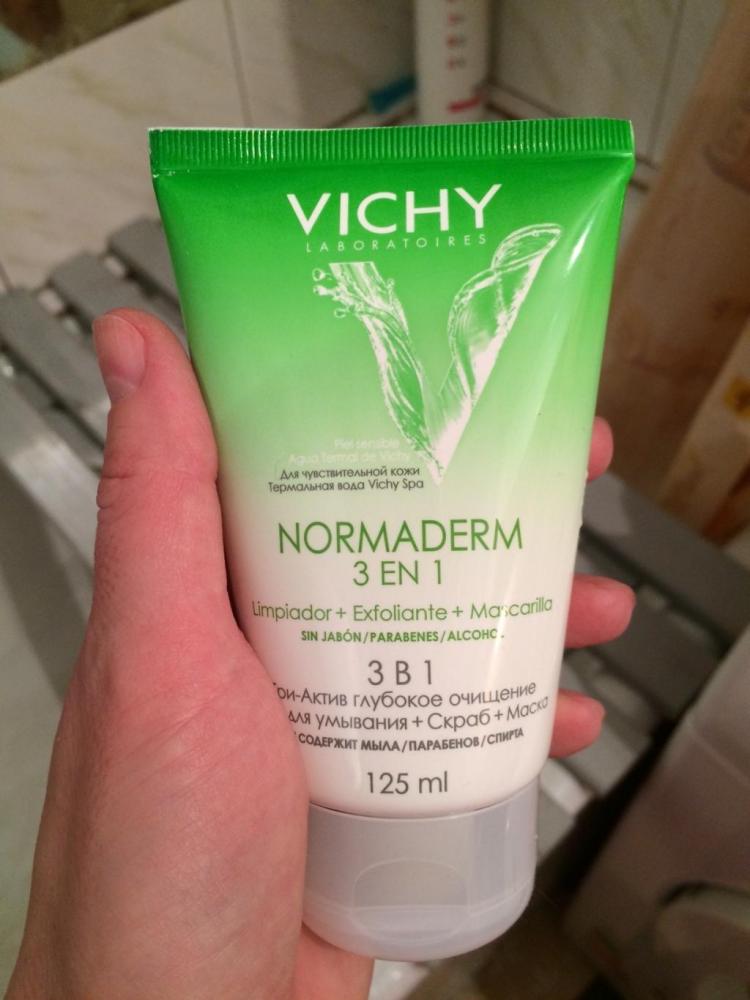 VICHY
LABORATOIRES
Piel sensible
Agua Termal de Vichy
Для чувствительной кожи
Термальная вода Vichy Spa
NORMADERM
3 EN 1
Limpiador + Exfoliante + Mascarilla
SIN JABÓN/PARABENES/ALCOHOL
3 В 1
Три-Актив глубокое очищение
для умывания + Скраб + Маска
СОДЕРЖИТ МЫЛА/ПАРАБЕНОВ/СПИРТА
125 ml